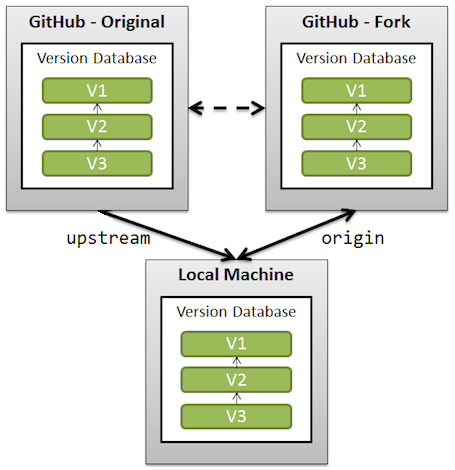 GitHub - Original
Version Database
V1
V2
V3
GitHub - Fork
Version Database
V1
V2
V3
upstream
origin
Local Machine
Version Database
V1
V2
V3